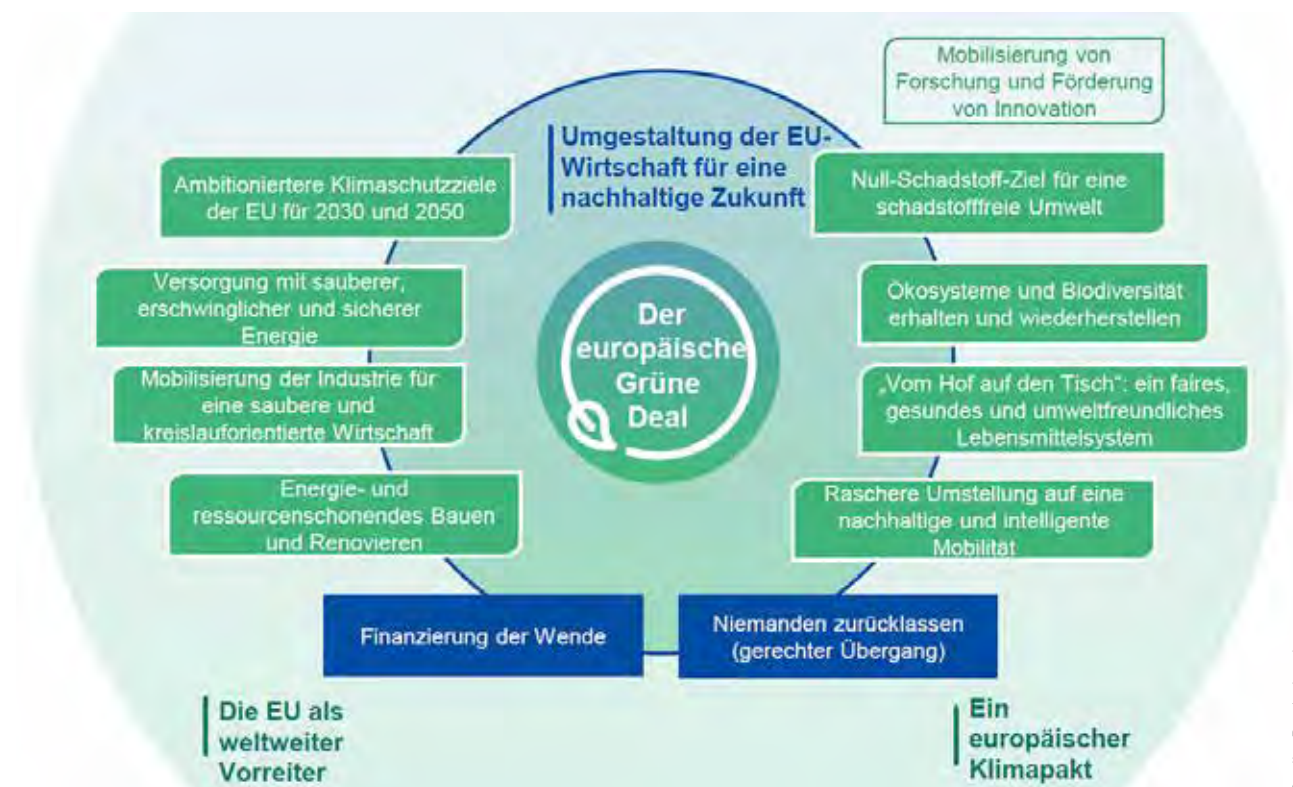 Mobilisierung von
Forschung und Förderung
von Innovation
Umgestaltung der EU-
Wirtschaft für eine
nachhaltige Zukunft
Ambitioniertere Klimaschutzziele
der EU für 2030 und 2050
Null-Schadstoff-Ziel für eine
schadstofffreie Umwelt
Versorgung mit sauberer,
erschwinglicher und sicherer
Energie
Ökosysteme und Biodiversität
erhalten und wiederherstellen
Der
europäische
Grüne
Deal
Mobilisierung der Industrie für
eine saubere und
kreislauforientierte Wirtschaft
„Vom Hof auf den Tisch“: ein faires,
gesundes und umweltfreundliches
Lebensmittelsystem
Energie- und
ressourcenschonendes Bauen
und Renovieren
Raschere Umstellung auf eine
nachhaltige und intelligente
Mobilität
Finanzierung der Wende
Niemanden zurücklassen
(gerechter Übergang)
Die EU als
weltweiter
Vorreiter
Ein
europäischer
Klimapakt